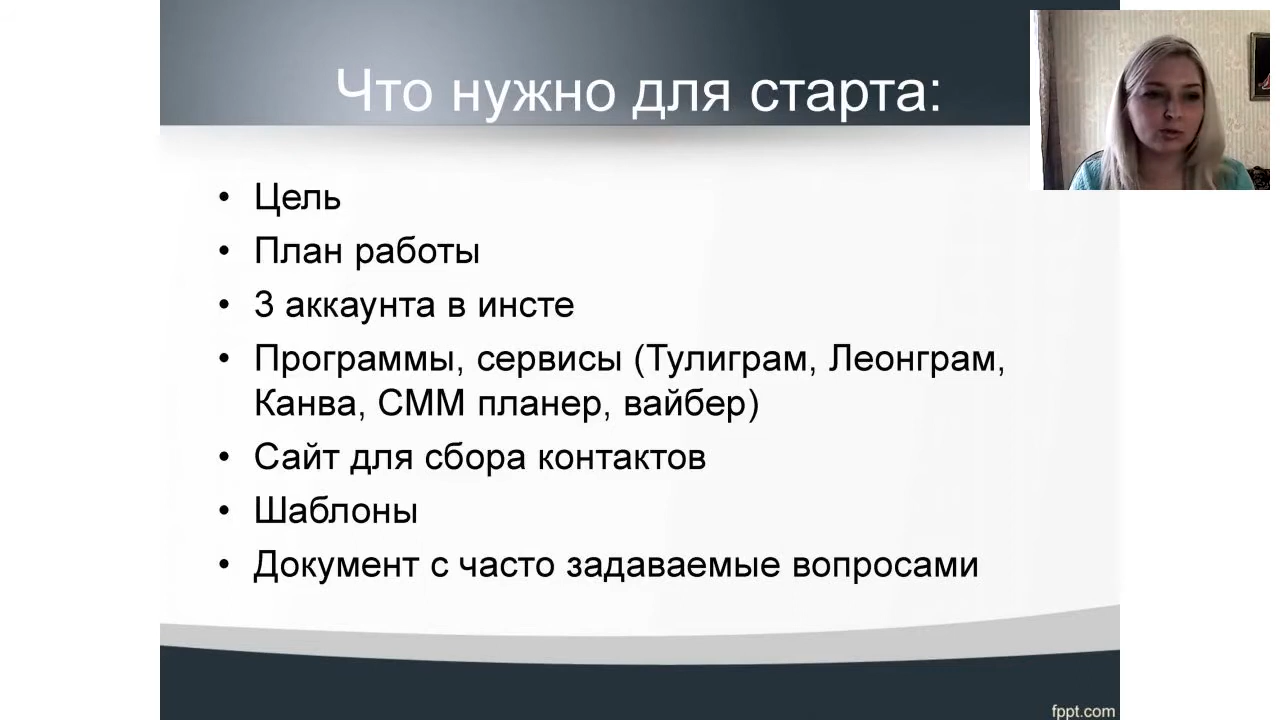 Что нужно для старта:
• Цель
• План работы
• 3 аккаунта в инсте
• Программы, сервисы (Тулиграм, Леонграм,
Канва, СММ планер, вайбер)
• Сайт для сбора контактов
• Шаблоны
• Документ с часто задаваемые вопросами
fppt.com